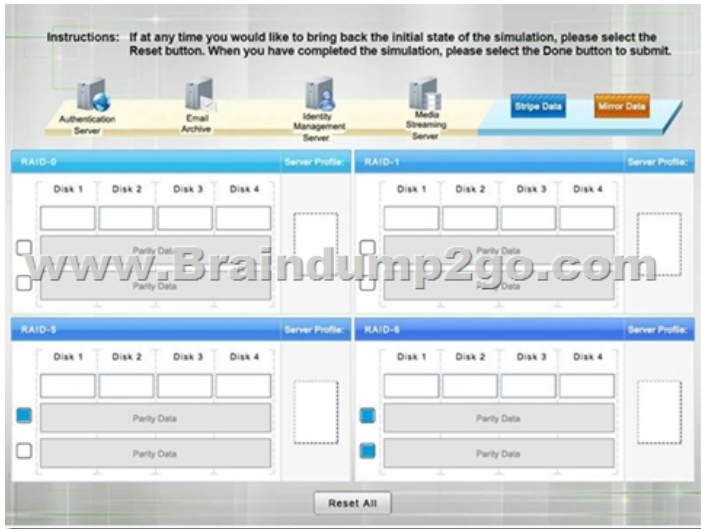 Instructions: If at any time you would like to bring back the initial state of the simulation, please select the
Reset button. When you have completed the simulation, please select the Done button to submit.
Authentication
Server
Email
Archive
Identity
Management
Server
Media
Streaming
Server
Stripe Data
Mirror Data
RAID-0
Server Profile:
Disk 1 Disk 2 Disk 3 Disk 4
Parity Data
Parity Data
RAID-1
Server Profile:
Disk 1 Disk 2 Disk 3 Disk 4
Parity Data
Parity Data
www.Braindump2go.com
RAID-5
Server Profile:
Disk 1 Disk 2 Disk 3 Disk 4
Parity Data
Parity Data
RAID-6
Server Profile:
Disk 1 Disk 2 Disk 3 Disk 4
Parity Data
Parity Data
Reset All